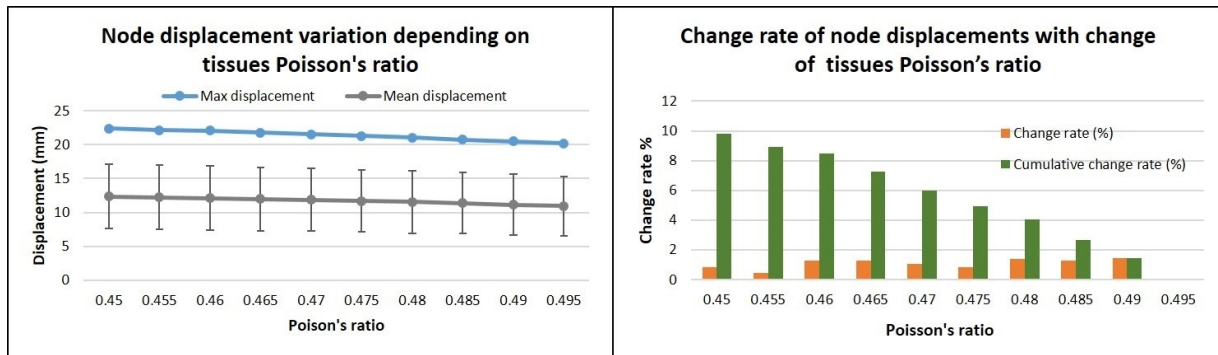 Node displacement variation depending on
tissues Poisson's ratio
Max displacement
Mean displacement
Displacement (mm)
25
20
15
10
5
0
0.45 0.455 0.46 0.465 0.47 0.475 0.48 0.485 0.49 0.495
Poison's ratio
Change rate of node displacements with change
of tissues Poisson’s ratio
Change rate %
12
10
8
6
4
2
0
Change rate (%)
Cumulative change rate (%)
0.45 0.455 0.46 0.465 0.47 0.475 0.48 0.485 0.49 0.495
Poisson's ratio